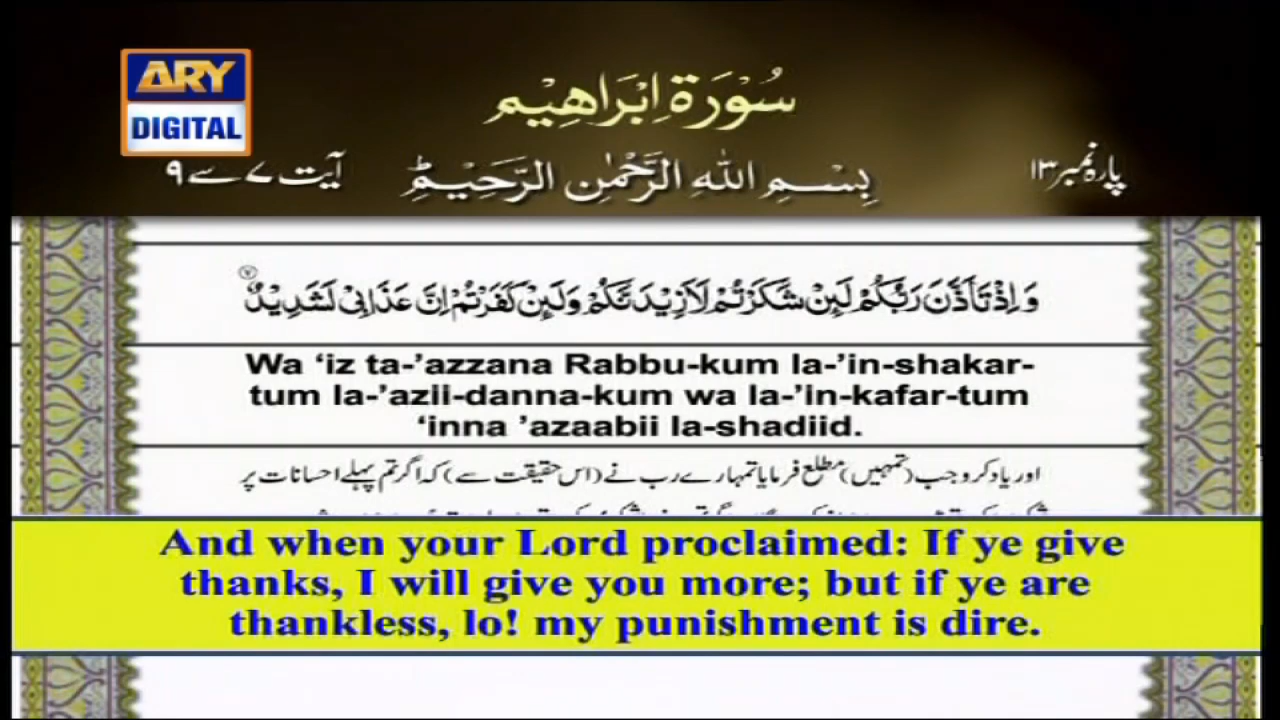 ARY
DIGITAL
سُوْرَةُ اِبْرَاهِيْم
پارہ نمبر ۱۳
بِسْمِ اللهِ الرَّحْمٰنِ الرَّحِيْمِ
آیت ۷ سے ۹
وَاِذْ تَاَذَّنَ رَبُّكُمْ لَئِنْ شَكَرْتُمْ لَاَزِيْدَنَّكُمْ وَلَئِنْ كَفَرْتُمْ اِنَّ عَذَابِيْ لَشَدِيْدٌ ۷
Wa ‘iz ta-’azzana Rabbu-kum la-’in-shakar-
tum la-’azii-danna-kum wa la-’in-kafar-tum
‘inna ’azaabii la-shadiid.
اور یاد کرو جب (تمہیں) مطلع فرمایا تمہارے رب نے (اس حقیقت سے) کہ اگر تم پہلے احسانات پر
And when your Lord proclaimed: If ye give
thanks, I will give you more; but if ye are
thankless, lo! my punishment is dire.